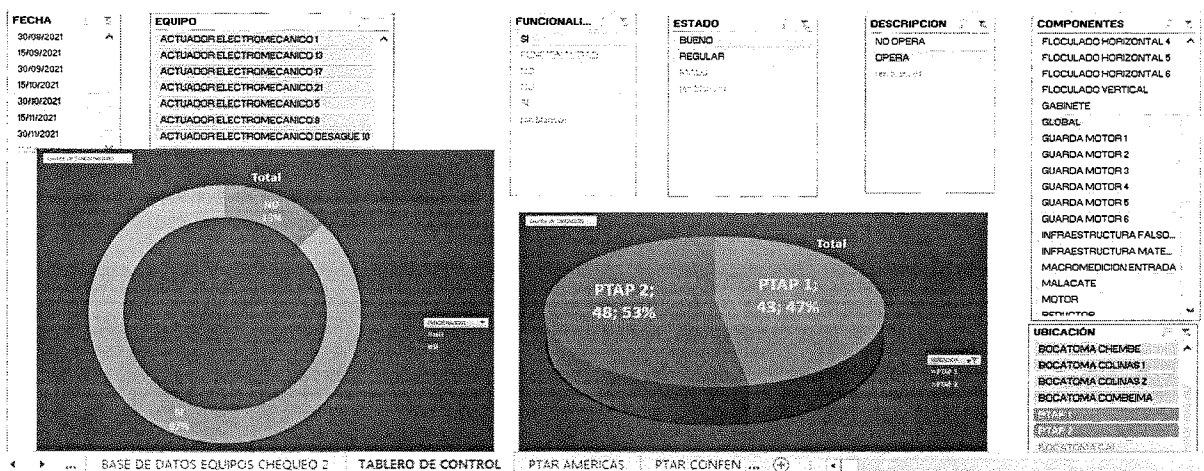 FECHA
30/08/2021
15/09/2021
30/09/2021
15/10/2021
30/10/2021
15/11/2021
30/11/2021
EQUIPO
ACTUADOR ELECTROMECANICO 1
ACTUADOR ELECTROMECANICO 13
ACTUADOR ELECTROMECANICO 17
ACTUADOR ELECTROMECANICO 21
ACTUADOR ELECTROMECANICO 5
ACTUADOR ELECTROMECANICO 9
ACTUADOR ELECTROMECANICO DESAGUE 10
FUNCIONALI...
SI
ESTADO
BUENO
REGULAR
DESCRIPCION
NO OPERA
OPERA
COMPONENTES
FLOCULADO HORIZONTAL 4
FLOCULADO HORIZONTAL 5
FLOCULADO HORIZONTAL 6
FLOCULADO VERTICAL
GABINETE
GLOBAL
GUARDA MOTOR 1
GUARDA MOTOR 2
GUARDA MOTOR 3
GUARDA MOTOR 4
GUARDA MOTOR 5
GUARDA MOTOR 6
INFRAESTRUCTURA FALSO...
INFRAESTRUCTURA MATE...
MACROMEDICION ENTRADA
MALACATE
MOTOR
REDUCTOR
UBICACIÓN
BOCATOMA CHEMBE
BOCATOMA COLINAS 1
BOCATOMA COLINAS 2
BOCATOMA COMBEIMA
PTAP 1
PTAP 2
Total
Total
PTAP 2;
48; 53%
PTAP 1;
43; 47%
... BASE DE DATOS EQUIPOS CHEQUEO 2 TABLERO DE CONTROL PTAR AMERICAS PTAR CONFEN ...